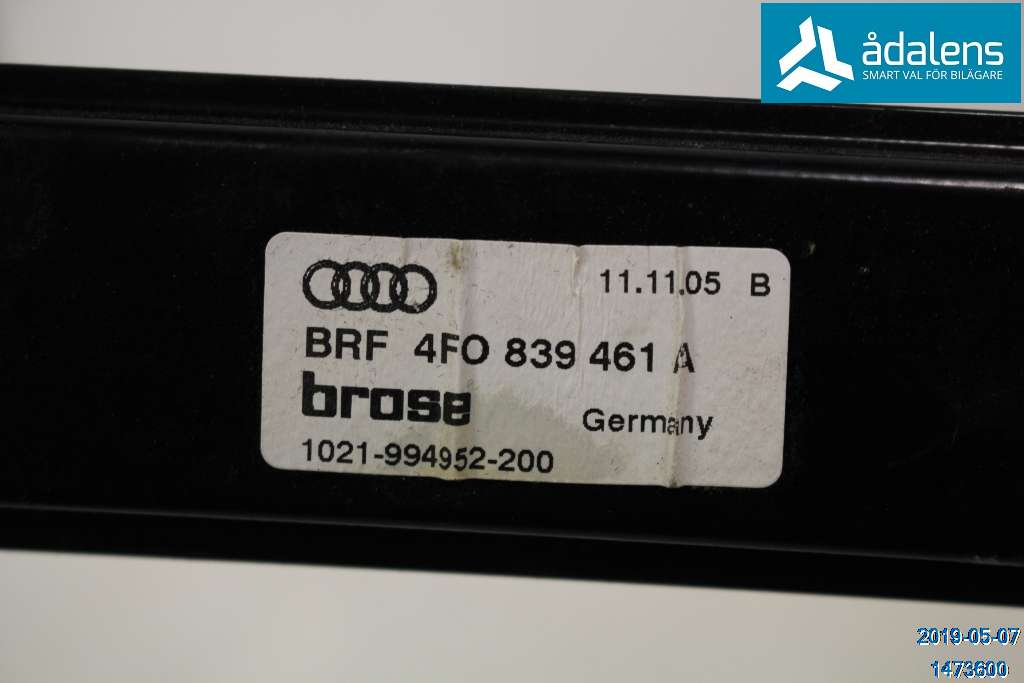 ådalens
SMART VAL FÖR BILÄGARE
11.11.05 B
BRF 4F0 839 461 A
brose
Germany
1021-994952-200
2019-05-07
1473600